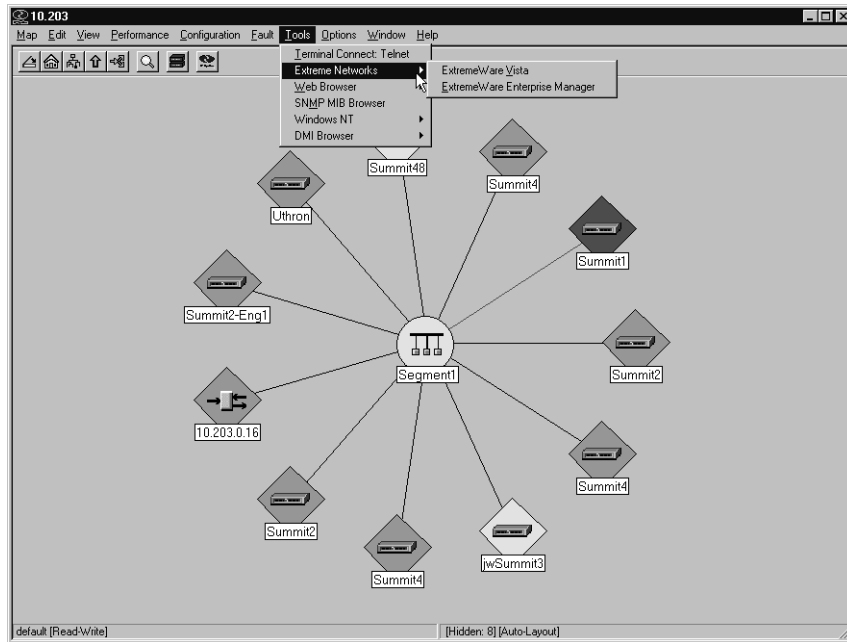 10.203
Map Edit View Performance Configuration Fault Tools Options Window Help
Terminal Connect: Telnet
Extreme Networks
Web Browser
SNMP MIB Browser
Windows NT
DMI Browser
ExtremeWare Vista
ExtremeWare Enterprise Manager
Summit48
Summit4
Uthron
Summit1
Summit2-Eng1
Segment1
Summit2
10.203.0.16
Summit4
Summit2
jwSummit3
Summit4
default [Read-Write]
[Hidden: 8] [Auto-Layout]